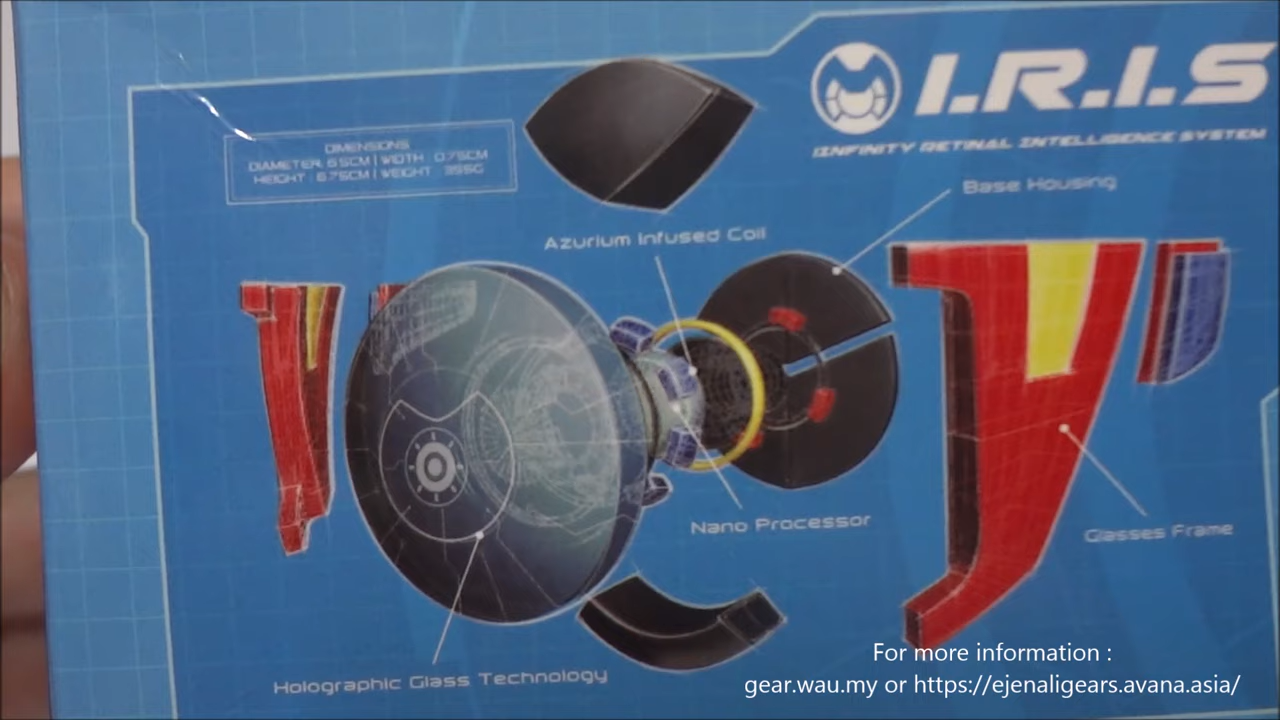 I.R.I.S
INFINITY RETINAL INTELLIGENCE SYSTEM
DIMENSIONS
DIAMETER: 6.5CM | WIDTH : 0.75CM
HEIGHT : 6.75CM | WEIGHT :
Base Housing
Azurium Infused Coil
Nano Processor
Glasses Frame
Holographic Glass Technology
For more information :
gear.wau.my or https://ejenaligears.avana.asia/